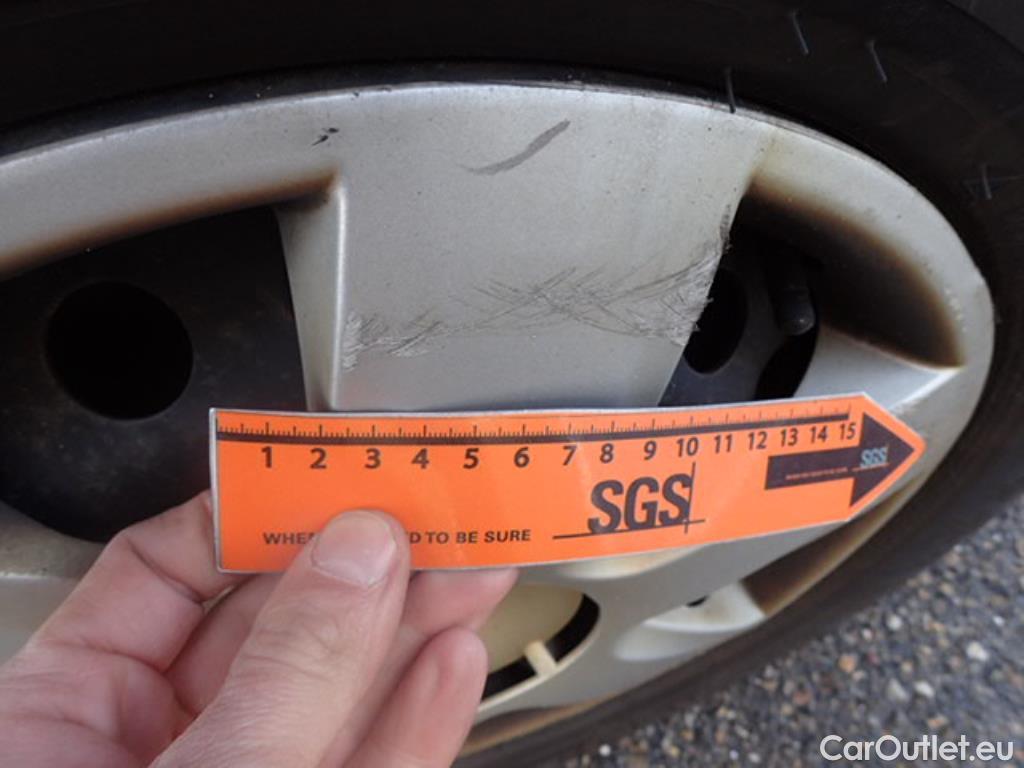 1 2 3 4 5 6 7 8 9 10 11 12 13 14 15
SGS
SGS
TO BE SURE
CarOutlet.eu